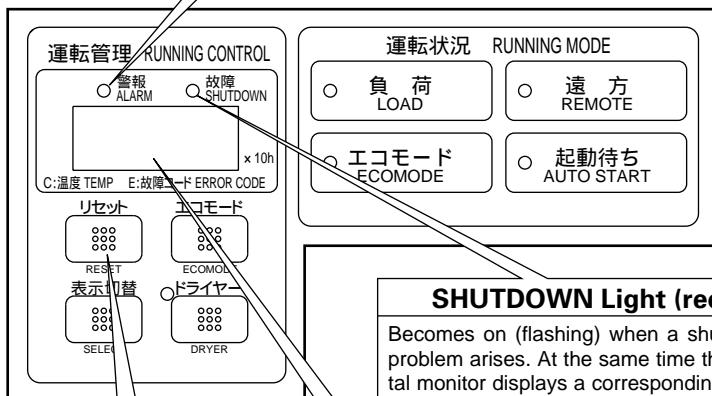 運転管理 RUNNING CONTROL
警報 故障
ALARM SHUTDOWN
x 10h
C:温度 TEMP E:故障コード ERROR CODE
リセット エコモード
RESET ECOMODE
表示切替 ドライヤー
SELECT DRYER
運転状況 RUNNING MODE
負 荷 遠 方
LOAD REMOTE
エコモード 起動待ち
ECOMODE AUTO START
SHUTDOWN Light (rec
Becomes on (flashing) when a shu
problem arises. At the same time th
tal monitor displays a correspondin